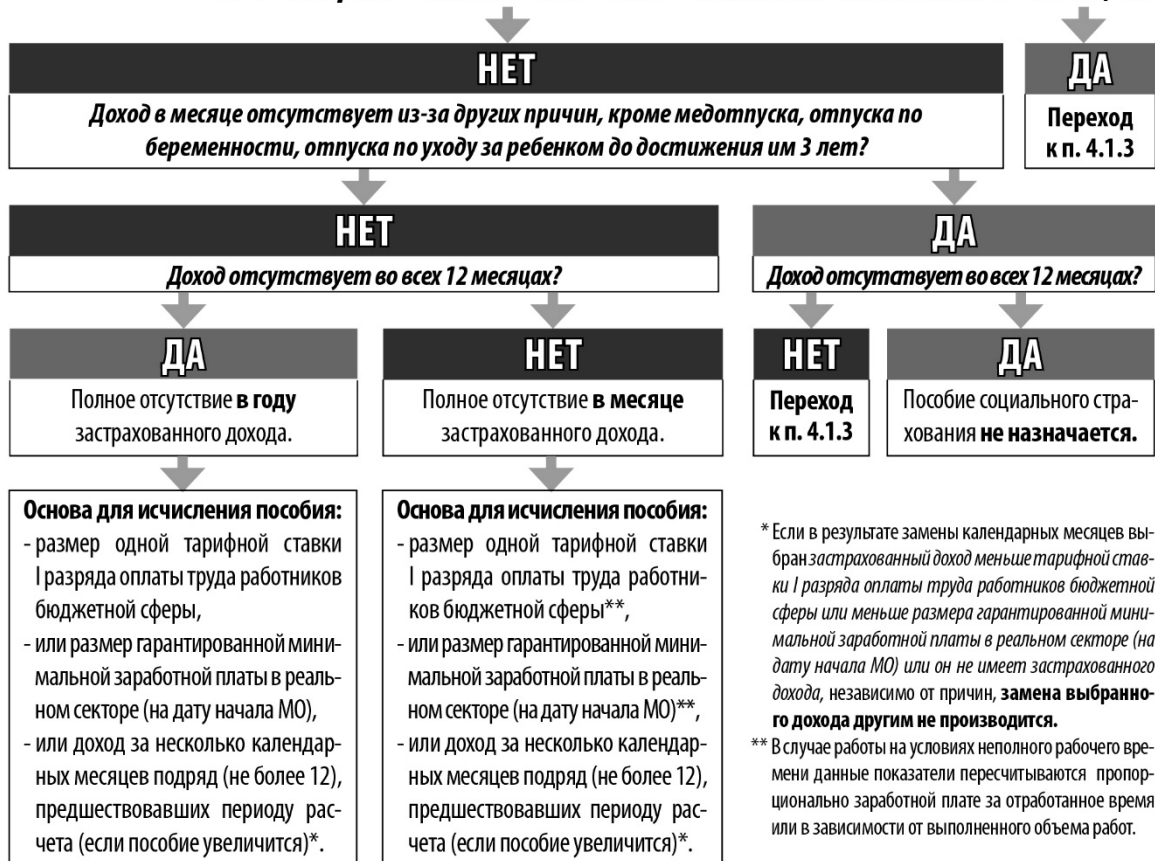 НЕТ
Доход в месяце отсутствует из-за других причин, кроме медотпуска, отпуска по
беременности, отпуска по уходу за ребенком до достижения им 3 лет?
ДА
Переход
к п. 4.1.3
НЕТ
Доход отсутствует во всех 12 месяцах?
ДА
Доход отсутствует во всех 12 месяцах?
ДА
Полное отсутствие в году
застрахованного дохода.
НЕТ
Полное отсутствие в месяце
застрахованного дохода.
НЕТ
Переход
к п. 4.1.3
ДА
Пособие социального стра-
хования не назначается.
Основа для исчисления пособия:
- размер одной тарифной ставки
I разряда оплаты труда работников
бюджетной сферы,
- или размер гарантированной мини-
мальной заработной платы в реаль-
ном секторе (на дату начала МО),
- или доход за несколько календар-
ных месяцев подряд (не более 12),
предшествовавших периоду рас-
чета (если пособие увеличится)*.
Основа для исчисления пособия:
- размер одной тарифной ставки
I разряда оплаты труда работни-
ков бюджетной сферы**,
- или размер гарантированной мини-
мальной заработной платы в реаль-
ном секторе (на дату начала МО)**,
- или доход за несколько календар-
ных месяцев подряд (не более 12),
предшествовавших периоду рас-
чета (если пособие увеличится)*.
* Если в результате замены календарных месяцев вы-
бран застрахованный доход меньше тарифной став-
ки I разряда оплаты труда работников бюджетной
сферы или меньше размера гарантированной мини-
мальной заработной платы в реальном секторе (на
дату начала МО) или он не имеет застрахованного
дохода, независимо от причин, замена выбранно-
го дохода другим не производится.
** В случае работы на условиях неполного рабочего вре-
мени данные показатели пересчитываются пропор-
ционально заработной плате за отработанное время
или в зависимости от выполненного объема работ.